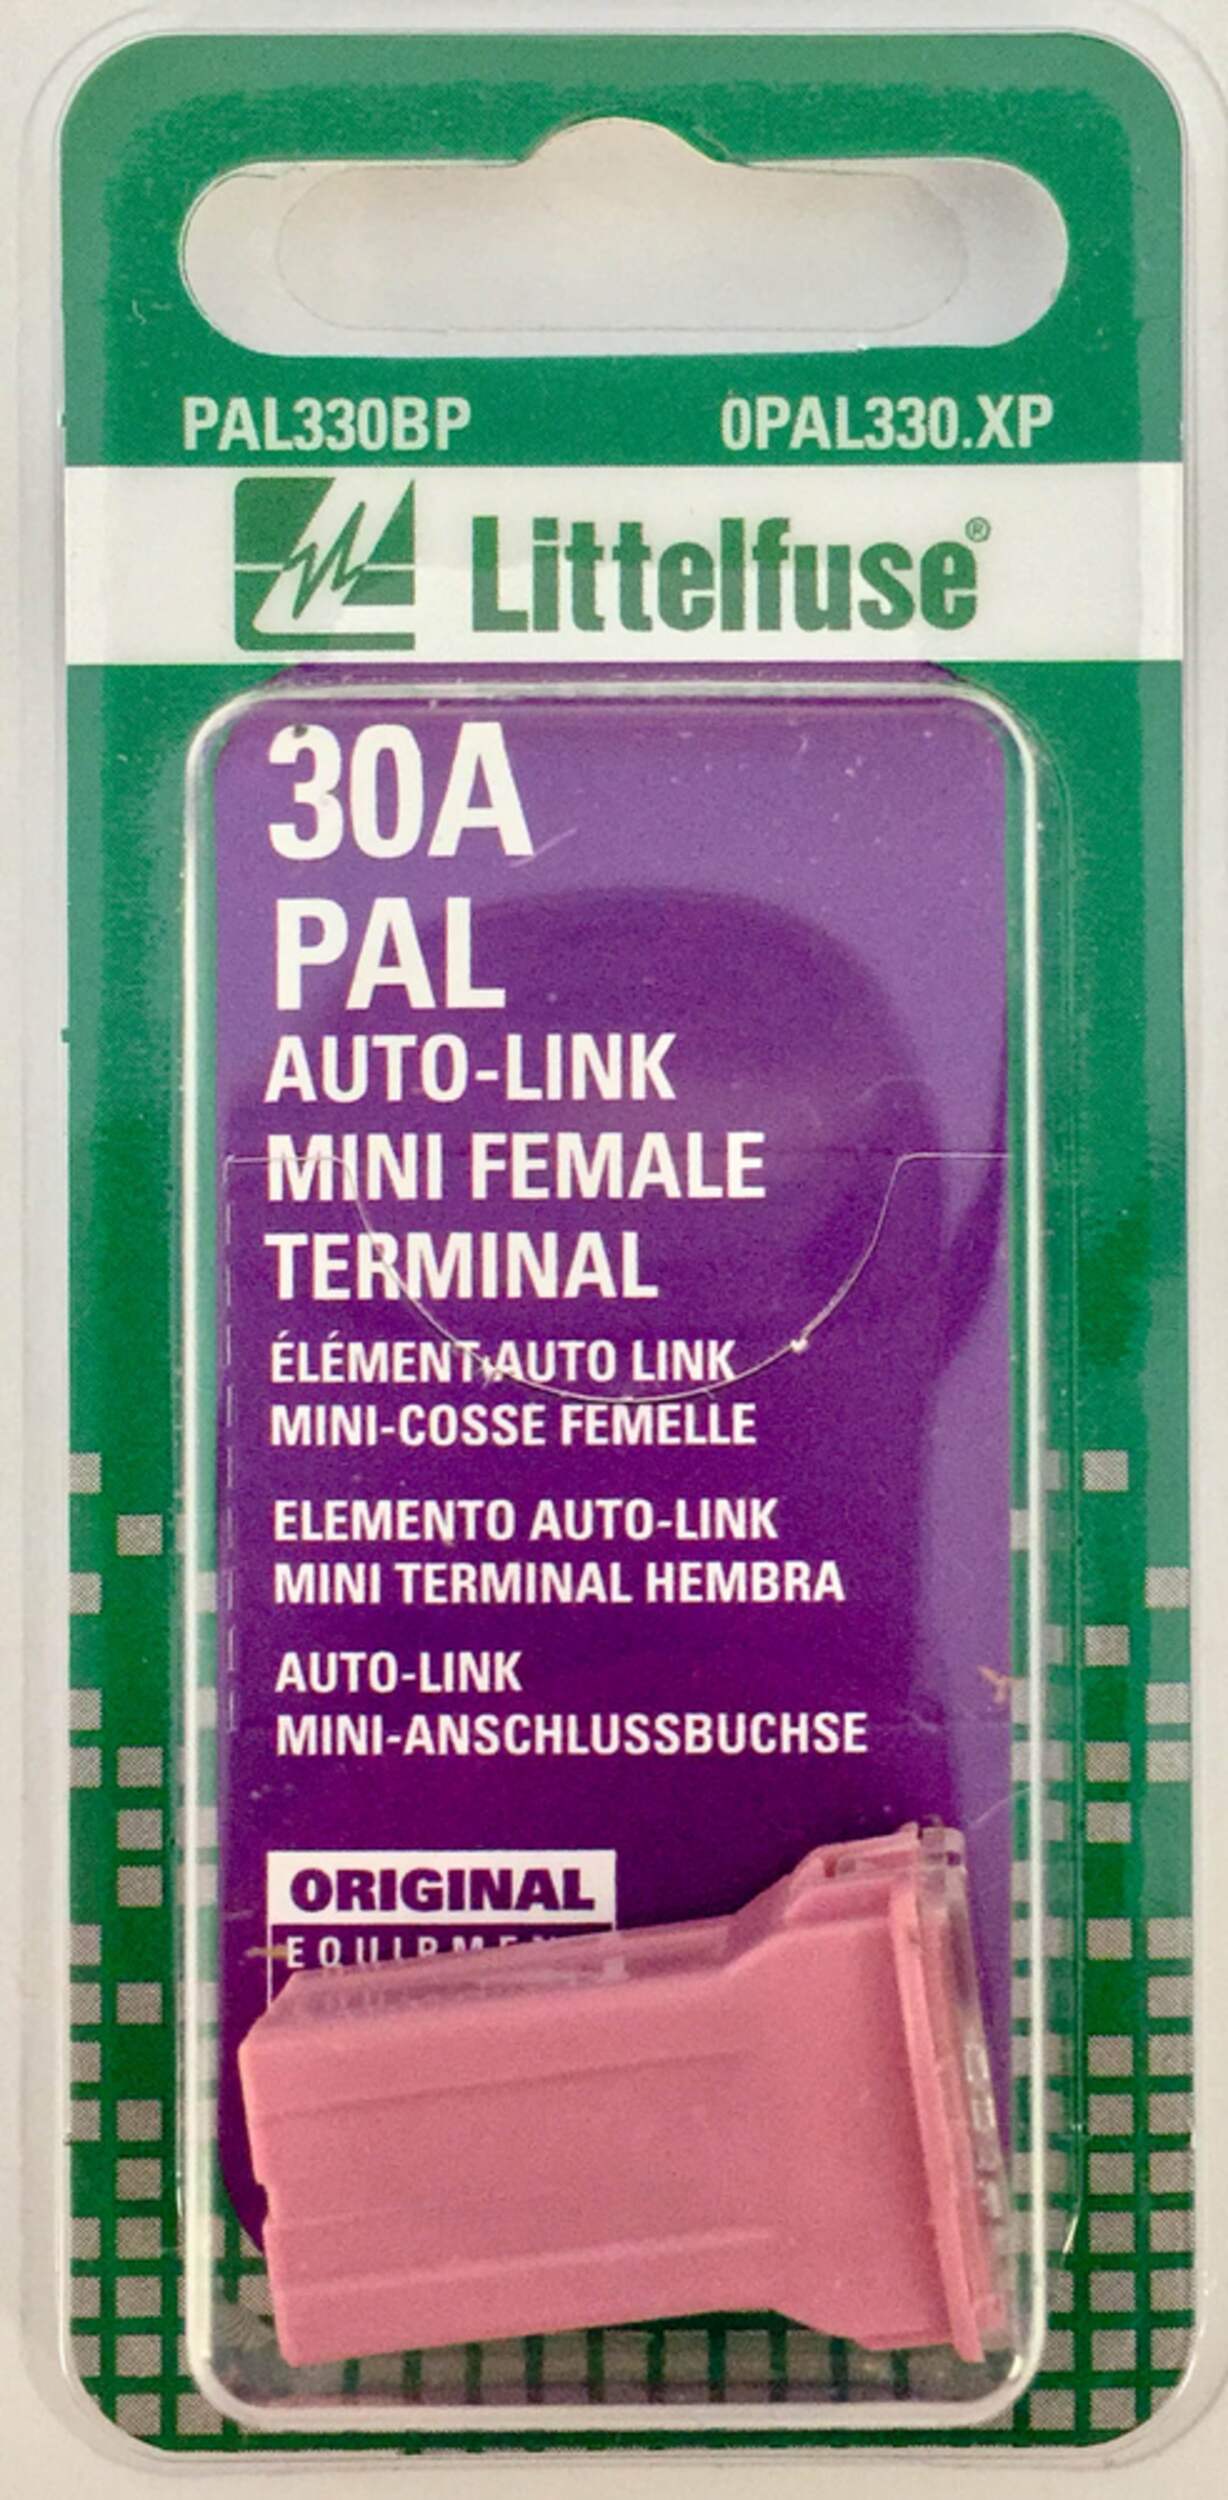 PAL330BP 0PAL330.XP
Littelfuse®
30A
PAL
AUTO-LINK
MINI FEMALE
TERMINAL
ÉLÉMENT AUTO LINK
MINI-COSSE FEMELLE
ELEMENTO AUTO-LINK
MINI TERMINAL HEMBRA
AUTO-LINK
MINI-ANSCHLUSSBUCHSE
ORIGINAL